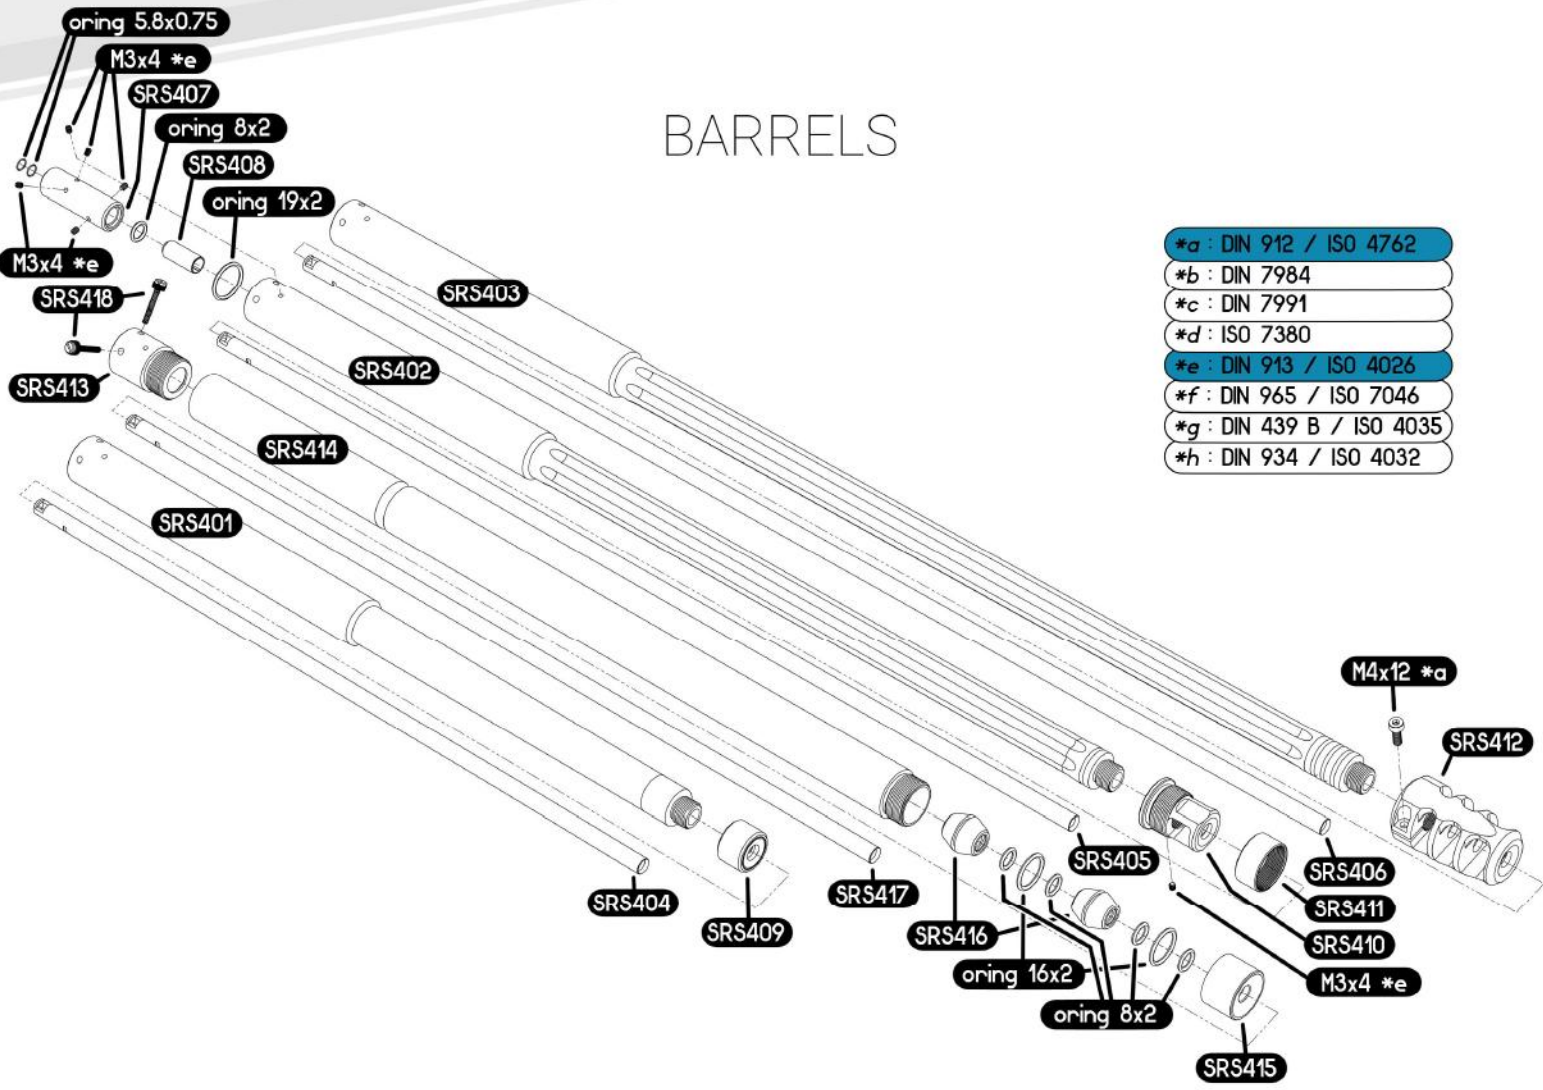 oring 5.8x0.75
M3x4 *e
SRS407
oring 8x2
SRS408
oring 19x2
M3x4 *e
SRS418
SRS413
BARRELS
SRS403
SRS402
SRS414
SRS401
*a : DIN 912 / ISO 4762
*b : DIN 7984
*c : DIN 7991
*d : ISO 7380
*e : DIN 913 / ISO 4026
*f : DIN 965 / ISO 7046
*g : DIN 439 B / ISO 4035
*h : DIN 934 / ISO 4032
M4x12 *a
SRS412
SRS405
SRS406
SRS417
SRS404
SRS411
SRS409
SRS416
SRS410
oring 16x2
M3x4 *e
oring 8x2
SRS415